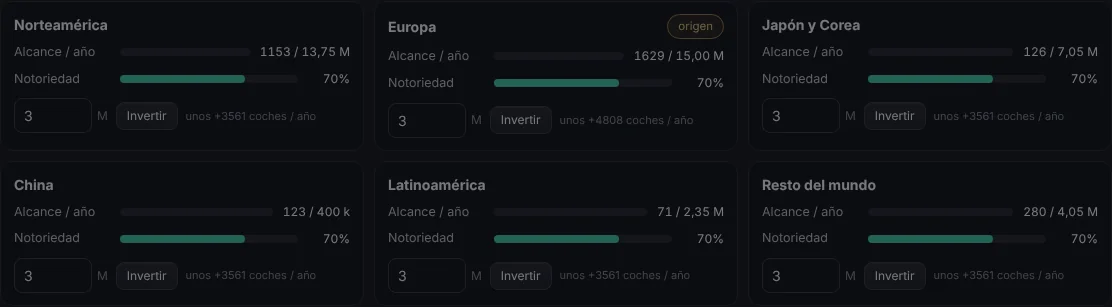 Norteamérica
Alcance / año 1153 / 13,75 M
Notoriedad 70%
3 M Invertir unos +3561 coches / año
Europa origen
Alcance / año 1629 / 15,00 M
Notoriedad 70%
3 M Invertir unos +4808 coches / año
Japón y Corea
Alcance / año 126 / 7,05 M
Notoriedad 70%
3 M Invertir unos +3561 coches / año
China
Alcance / año 123 / 400 k
Notoriedad 70%
3 M Invertir unos +3561 coches / año
Latinoamérica
Alcance / año 71 / 2,35 M
Notoriedad 70%
3 M Invertir unos +3561 coches / año
Resto del mundo
Alcance / año 280 / 4,05 M
Notoriedad 70%
3 M Invertir unos +3561 coches / año